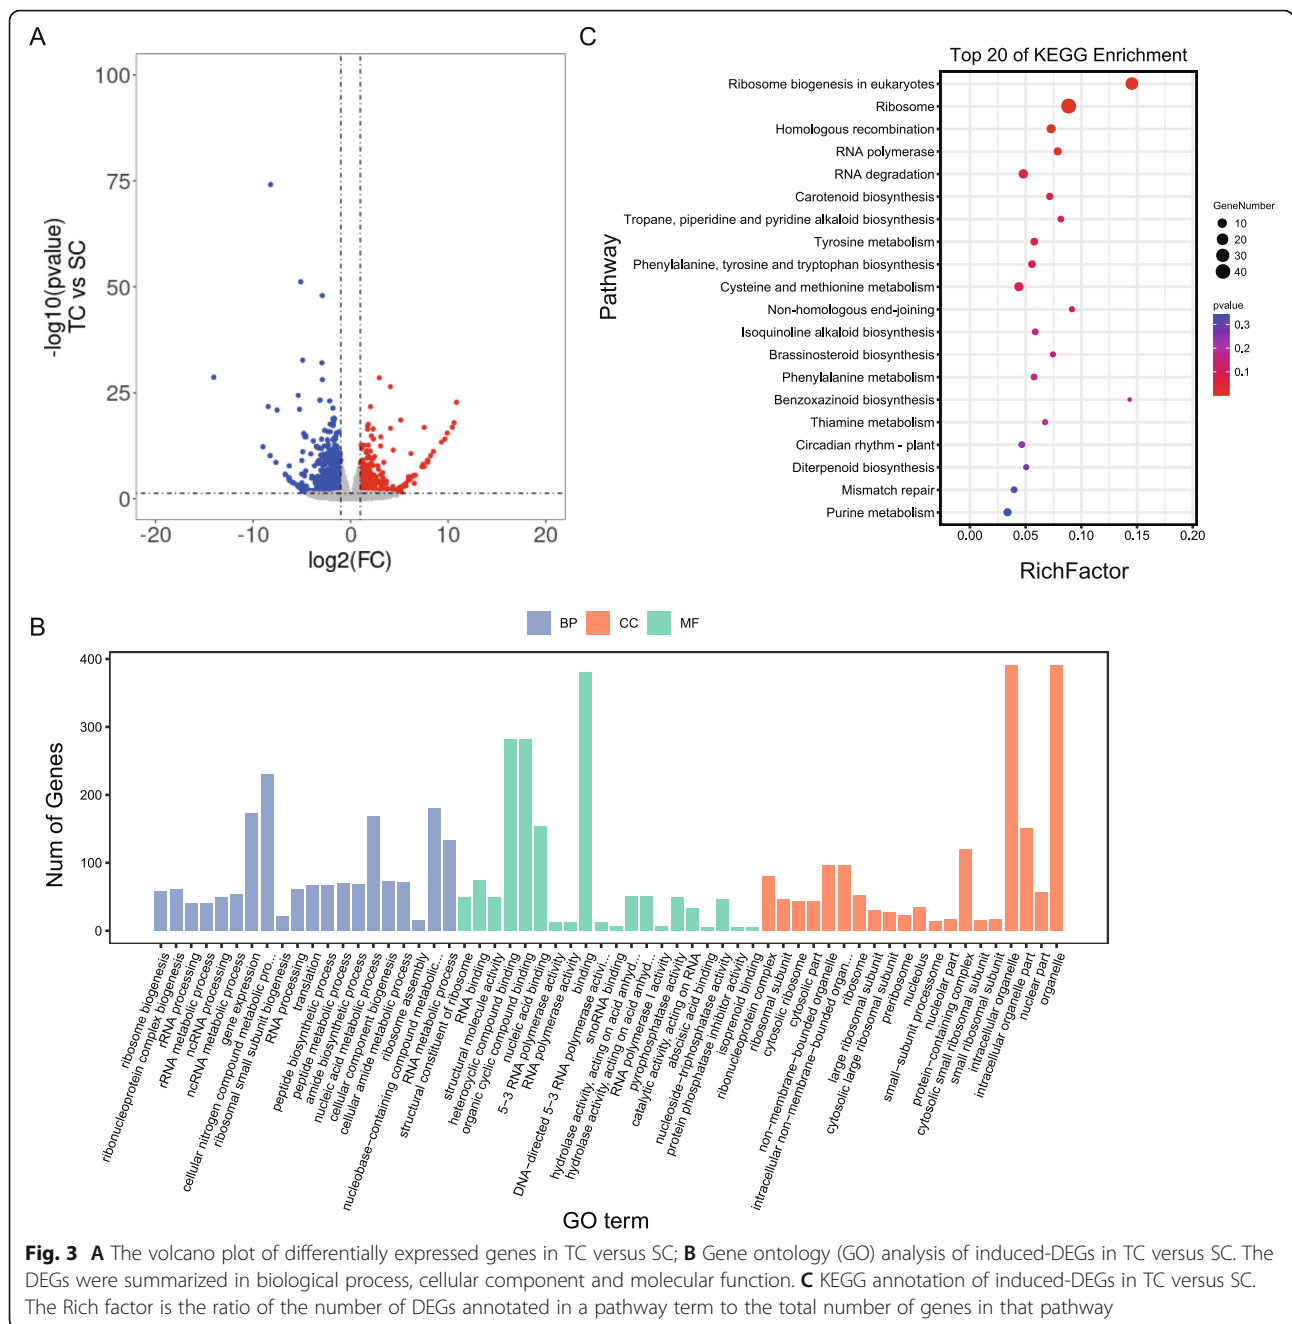 A
100
75
50
25
0
-log10(pvalue)
TC vs SC
-20
-10
0
10
20
log2(FC)
C
Top 20 of KEGG Enrichment
Pathway
Ribosome biogenesis in eukaryotes
Ribosome
Homologous recombination
RNA polymerase
RNA degradation
Carotenoid biosynthesis
Tropane, piperidine and pyridine alkaloid biosynthesis
Tyrosine metabolism
Phenylalanine, tyrosine and tryptophan biosynthesis
Cysteine and methionine metabolism
Non-homologous end-joining
Isoquinoline alkaloid biosynthesis
Brassinosteroid biosynthesis
Phenylalanine metabolism
Benzoxazinoid biosynthesis
Thiamine metabolism
Circadian rhythm - plant
Diterpenoid biosynthesis
Mismatch repair
Purine metabolism
0.00
0.05
0.10
0.15
0.20
RichFactor
GeneNumber
10
20
30
40
pvalue
0.3
0.2
0.1
B
BP
CC
MF
400
300
200
100
0
Num of Genes
ribosome biogenesis
ribonucleoprotein complex biogenesis
rRNA processing
rRNA metabolic process
ncRNA processing
ncRNA metabolic process
gene expression
cellular nitrogen compound metabolic pro...
ribosomal small subunit biogenesis
RNA processing
translation
peptide biosynthetic process
peptide metabolic process
amide biosynthetic process
nucleic acid metabolic process
cellular component biogenesis
cellular amide metabolic process
ribosome assembly
nucleobase-containing compound metabolic...
RNA metabolic process
structural constituent of ribosome
RNA binding
structural molecule activity
heterocyclic compound binding
organic cyclic compound binding
nucleic acid binding
5-3 RNA polymerase activity
RNA polymerase activity
binding
DNA-directed 5-3 RNA polymerase activi...
snoRNA binding
hydrolase activity, acting on acid anhyd...
hydrolase activity, acting on acid anhyd...
RNA polymerase I activity
pyrophosphatase activity
catalytic activity, acting on RNA
abscisic acid binding
nucleoside-triphosphatase activity
protein phosphatase inhibitor activity
isoprenoid binding
ribonucleoprotein complex
ribosomal subunit
cytosolic ribosome
cytosolic part
non-membrane-bounded organelle
intracellular non-membrane-bounded organ...
ribosome
large ribosomal subunit
cytosolic large ribosomal subunit
preribosome
nucleolus
small-subunit processome
nucleolar part
protein-containing complex
cytosolic small ribosomal subunit
small ribosomal subunit
intracellular organelle
intracellular organelle part
nuclear part
organelle
GO term
Fig. 3 A The volcano plot of differentially expressed genes in TC versus SC; B Gene ontology (GO) analysis of induced-DEGs in TC versus SC. The
DEGs were summarized in biological process, cellular component and molecular function. C KEGG annotation of induced-DEGs in TC versus SC.
The Rich factor is the ratio of the number of DEGs annotated in a pathway term to the total number of genes in that pathway